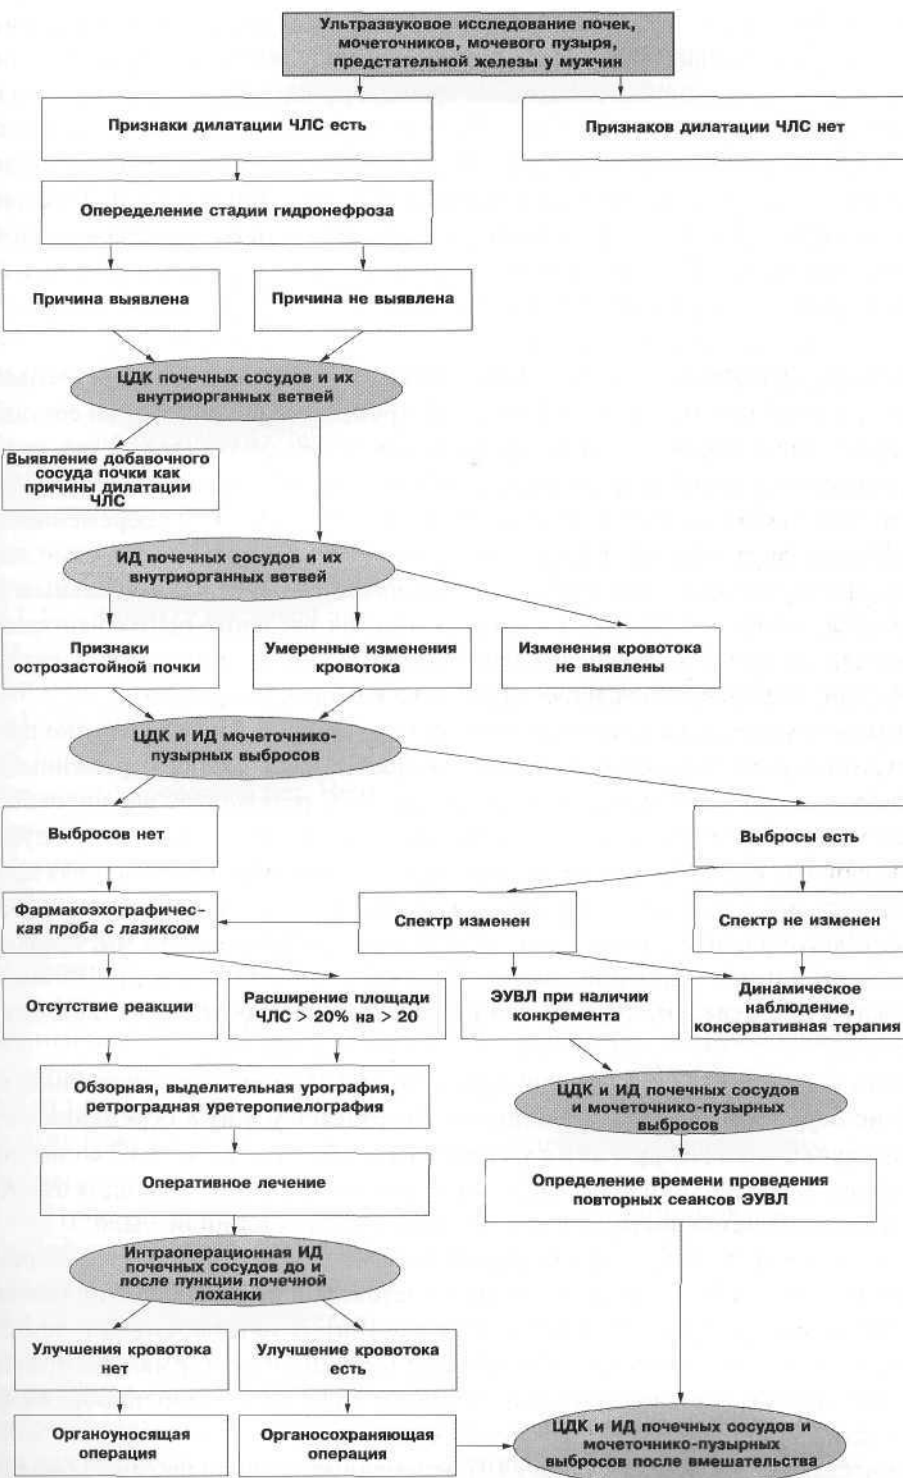 Ультразвуковое исследование почек,
мочеточников, мочевого пузыря,
предстательной железы у мужчин
Признаки дилатации ЧЛС есть
Признаков дилатации ЧЛС нет
Опеределение стадии гидронефроза
Причина выявлена
Причина не выявлена
ЦДК почечных сосудов и их
внутриорганных ветвей
Выявление добавочного
сосуда почки как
причины дилатации
ЧЛС
ИД почечных сосудов и их
внутриорганных ветвей
Признаки
острозастойной почки
Умеренные изменения
кровотока
Изменения кровотока
не выявлены
ЦДК и ИД мочеточнико-
пузырных выбросов
Выбросов нет
Выбросы есть
Фармакоэхографичес-
кая проба с лазиксом
Спектр изменен
Спектр не изменен
Отсутствие реакции
Расширение площади
ЧЛС > 20% на > 20
ЭУВЛ при наличии
конкремента
Динамическое
наблюдение,
консервативная терапия
Обзорная, выделительная урография,
ретроградная уретеропиелография
ЦДК и ИД почечных сосудов
и мочеточнико-пузырных
выбросов
Оперативное лечение
Определение времени проведения
повторных сеансов ЭУВЛ
Интраоперационная ИД
почечных сосудов до и
после пункции почечной
лоханки
Улучшения кровотока
нет
Улучшение кровотока
есть
Органоуносящая
операция
Органосохраняющая
операция
ЦДК и ИД почечных сосудов и
мочеточнико-пузырных
выбросов после вмешательства